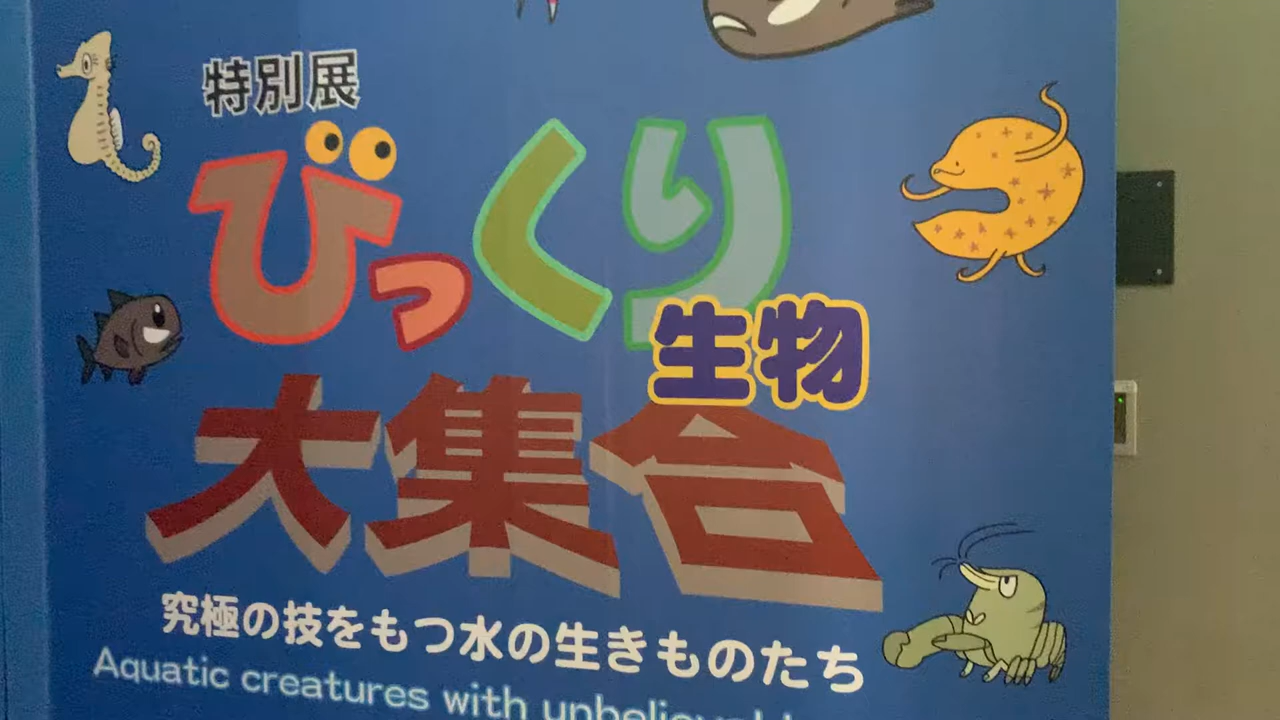 特別展
びっくり
生物
大集合
究極の技をもつ水の生きものたち
Aquatic creatures with